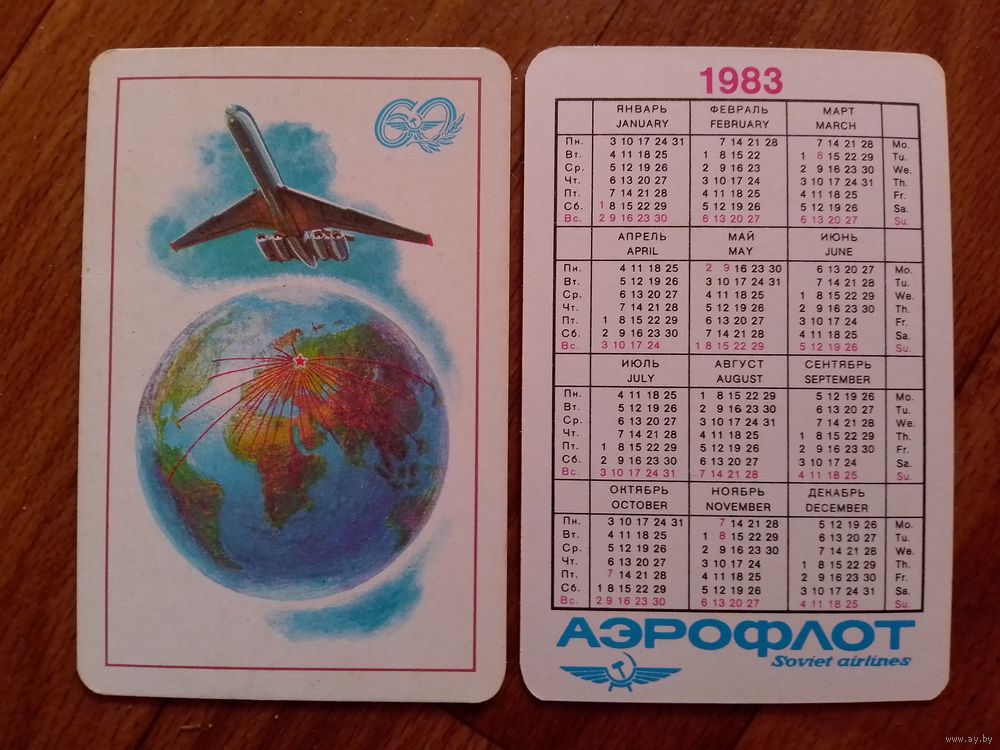 60
1983
ЯНВАРЬ ФЕВРАЛЬ МАРТ
JANUARY FEBRUARY MARCH
Пн. 3 10 17 24 31 7 14 21 28 7 14 21 28 Mo.
Вт. 4 11 18 25 1 8 15 22 1 8 15 22 29 Tu.
Ср. 5 12 19 26 2 9 16 23 2 9 16 23 30 We.
Чт. 6 13 20 27 3 10 17 24 3 10 17 24 31 Th.
Пт. 7 14 21 28 4 11 18 25 4 11 18 25 Fr.
Сб. 1 8 15 22 29 5 12 19 26 5 12 19 26 Sa.
Вс. 2 9 16 23 30 6 13 20 27 6 13 20 27 Su.
АПРЕЛЬ МАЙ ИЮНЬ
APRIL MAY JUNE
Пн. 4 11 18 25 2 9 16 23 30 6 13 20 27 Mo.
Вт. 5 12 19 26 3 10 17 24 31 7 14 21 28 Tu.
Ср. 6 13 20 27 4 11 18 25 1 8 15 22 29 We.
Чт. 7 14 21 28 5 12 19 26 2 9 16 23 30 Th.
Пт. 1 8 15 22 29 6 13 20 27 3 10 17 24 Fr.
Сб. 2 9 16 23 30 7 14 21 28 4 11 18 25 Sa.
Вс. 3 10 17 24 1 8 15 22 29 5 12 19 26 Su.
ИЮЛЬ АВГУСТ СЕНТЯБРЬ
JULY AUGUST SEPTEMBER
Пн. 4 11 18 25 1 8 15 22 29 5 12 19 26 Mo.
Вт. 5 12 19 26 2 9 16 23 30 6 13 20 27 Tu.
Ср. 6 13 20 27 3 10 17 24 31 7 14 21 28 We.
Чт. 7 14 21 28 4 11 18 25 1 8 15 22 29 Th.
Пт. 1 8 15 22 29 5 12 19 26 2 9 16 23 30 Fr.
Сб. 2 9 16 23 30 6 13 20 27 3 10 17 24 Sa.
Вс. 3 10 17 24 31 7 14 21 28 4 11 18 25 Su.
ОКТЯБРЬ НОЯБРЬ ДЕКАБРЬ
OCTOBER NOVEMBER DECEMBER
Пн. 3 10 17 24 31 7 14 21 28 5 12 19 26 Mo.
Вт. 4 11 18 25 1 8 15 22 29 6 13 20 27 Tu.
Ср. 5 12 19 26 2 9 16 23 30 7 14 21 28 We.
Чт. 6 13 20 27 3 10 17 24 1 8 15 22 29 Th.
Пт. 7 14 21 28 4 11 18 25 2 9 16 23 30 Fr.
Сб. 1 8 15 22 29 5 12 19 26 3 10 17 24 31 Sa.
Вс. 2 9 16 23 30 6 13 20 27 4 11 18 25 Su.
АЭРОФЛОТ
Soviet airlines
www.ay.by